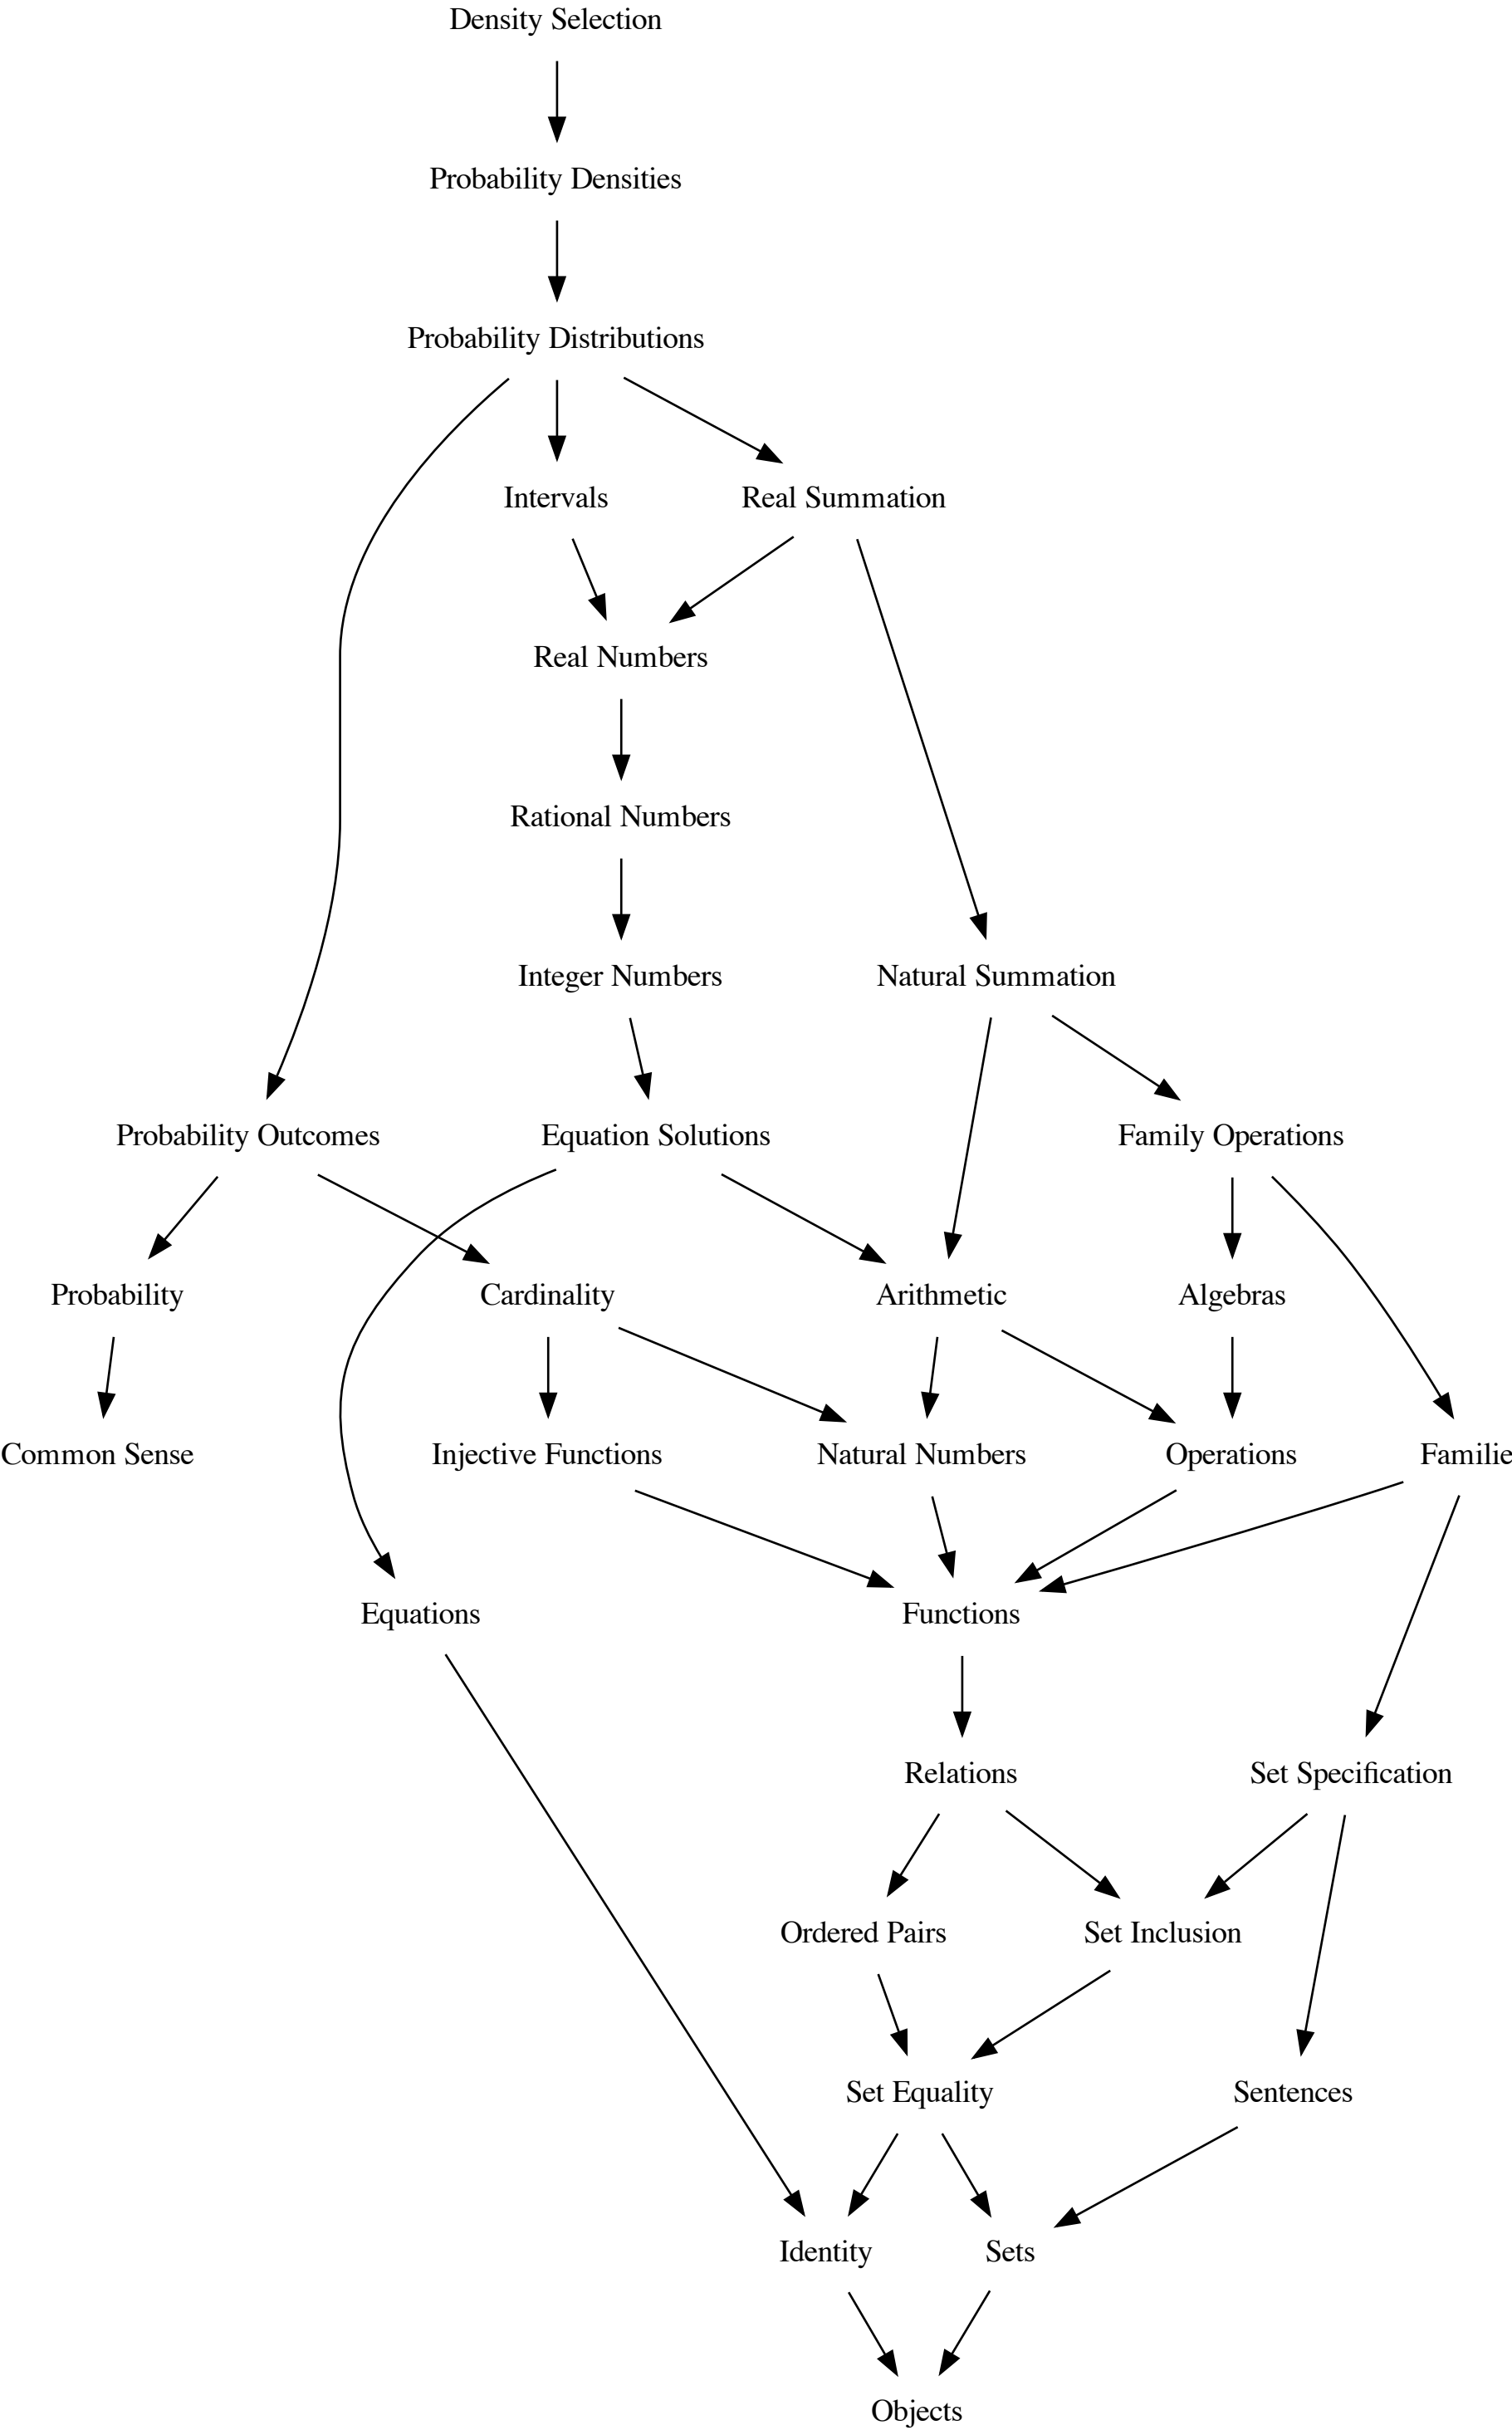 Density Selection
Probability Densities
Probability Distributions
Intervals
Real Summation
Real Numbers
Rational Numbers
Integer Numbers
Natural Summation
Probability Outcomes
Equation Solutions
Family Operations
Probability
Cardinality
Arithmetic
Algebras
Common Sense
Injective Functions
Natural Numbers
Operations
Familie
Equations
Functions
Relations
Set Specification
Ordered Pairs
Set Inclusion
Set Equality
Sentences
Identity
Sets
Objects